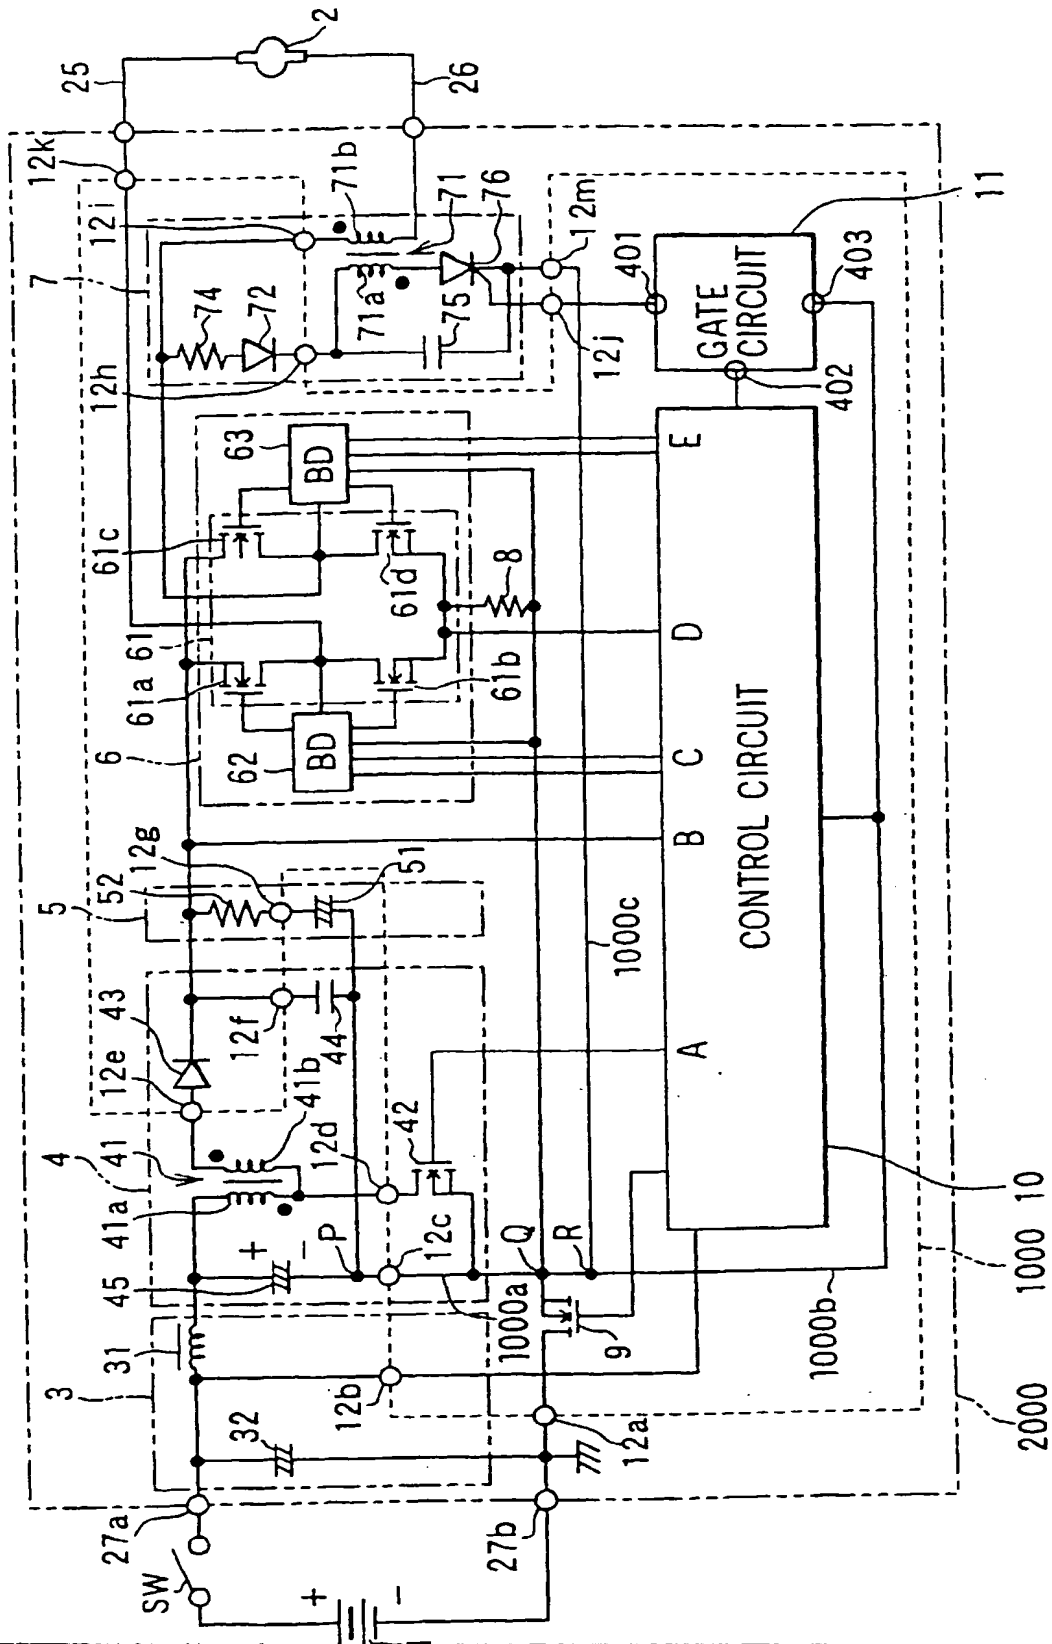 2
25
26
12k
12i
7
74
72
71b
71
76
12m
71a
75
12h
12j
401
11
GATE
CIRCUIT
402
403
63
BD
61c
61d
8
61
61a
61b
6
62
BD
E
D
C
B
A
CONTROL CIRCUIT
12g
5
52
51
1000c
43
12f
44
12e
41b
4
41
41a
12d
42
12c
P
Q
R
+
-
45
1000a
9
1000b
10
1000
2000
3
31
32
12b
12a
27a
27b
SW
+
-